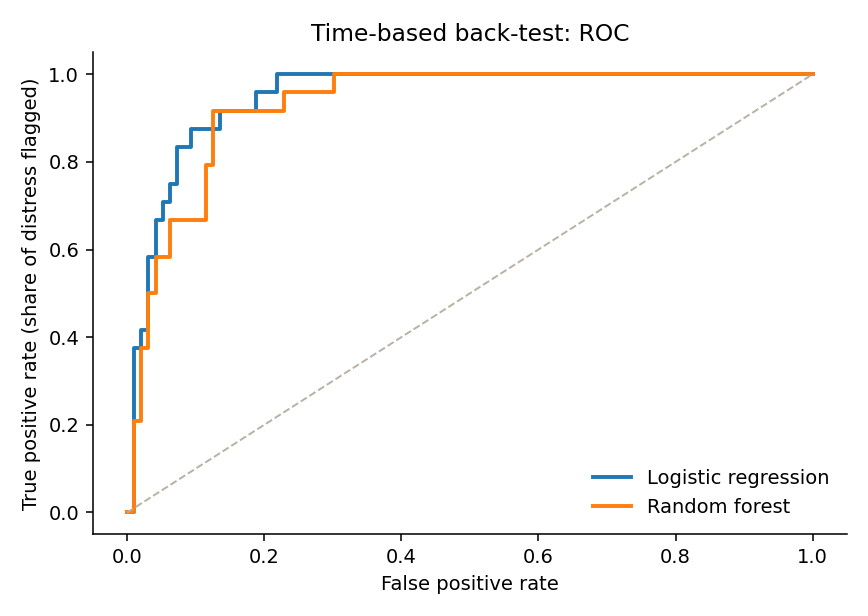 Time-based back-test: ROC
True positive rate (share of distress flagged)
1.0
0.8
0.6
0.4
0.2
0.0
0.0 0.2 0.4 0.6 0.8 1.0
False positive rate
Logistic regression
Random forest